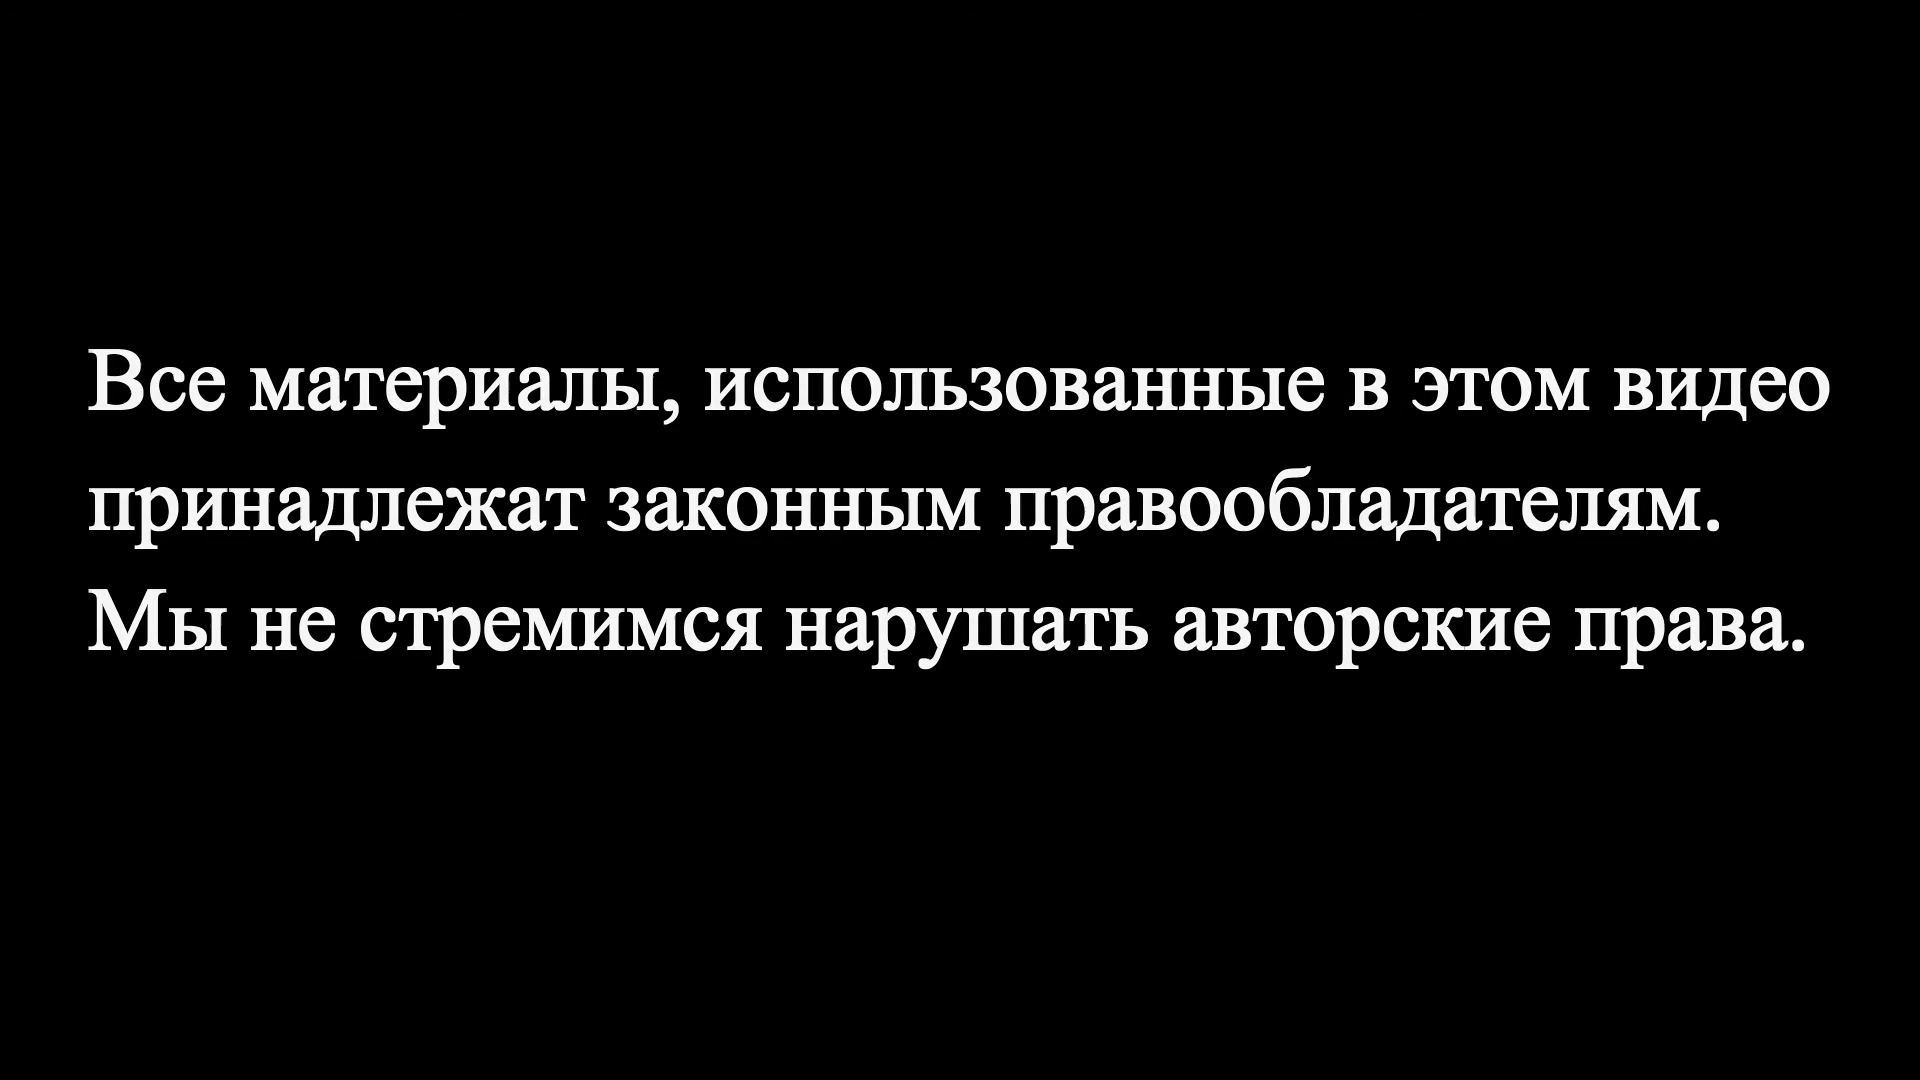 Все материалы, использованные в этом видео
принадлежат законным правообладателям.
Мы не стремимся нарушать авторские права.